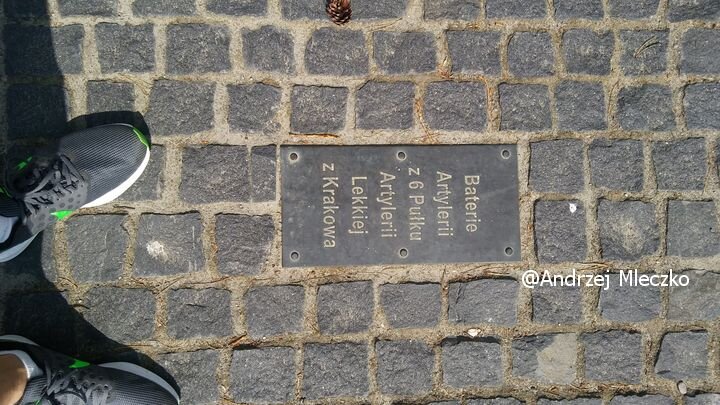 Baterie
Artylerii
z 6 Pułku
Artylerii
Lekkiej
z Krakowa
@Andrzej Mleczko